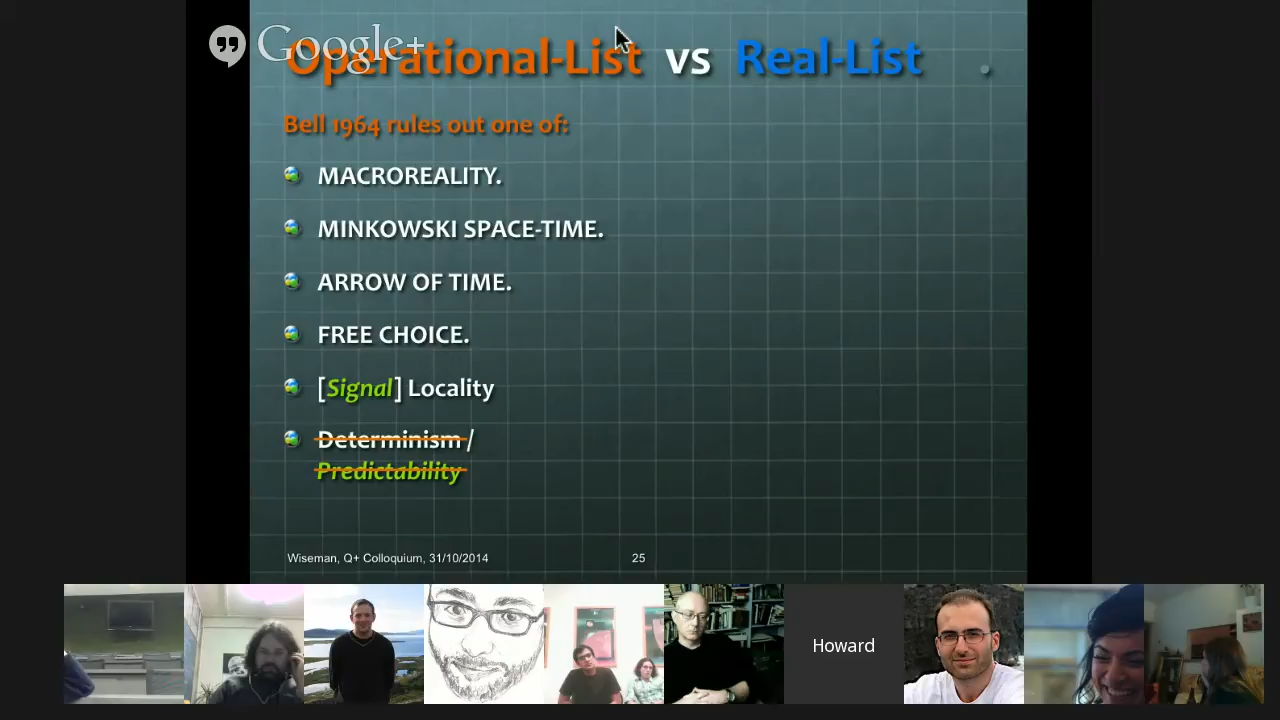 Google+
Operational-List vs Real-List
Bell 1964 rules out one of:
MACROREALITY.
MINKOWSKI SPACE-TIME.
ARROW OF TIME.
FREE CHOICE.
[Signal] Locality
Determinism /
Predictability
Wiseman, Q+ Colloquium, 31/10/2014 25
Howard